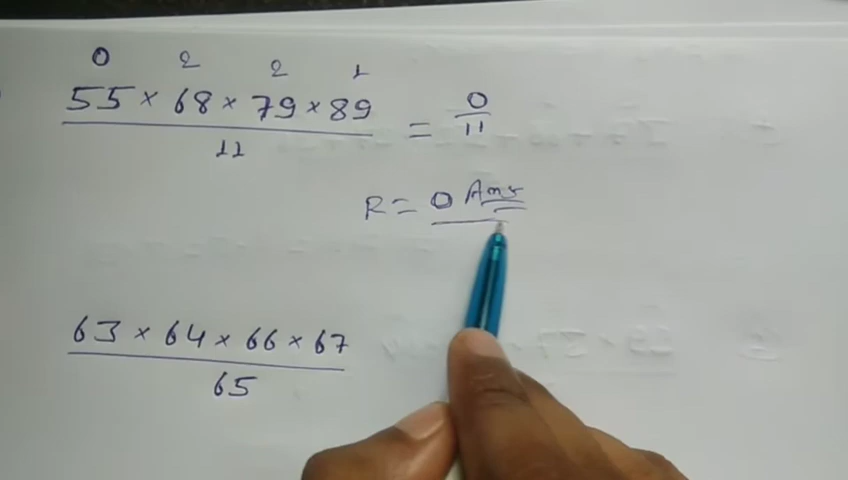 0 2 2 1
55 × 68 × 79 × 89
11
= 0
11
R = 0 Ans
63 × 64 × 66 × 67
65